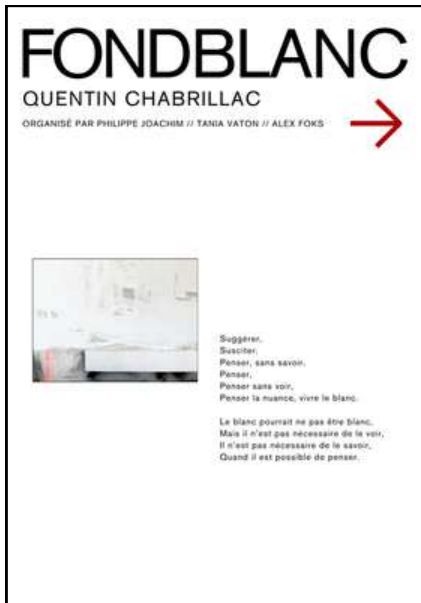 FONDBLANC
QUENTIN CHABRILLAC
ORGANISÉ PAR PHILIPPE JOACHIM // TANIA VATON // ALEX FOKS
Suggérer,
Susciter.
Penser, sans savoir.
Penser,
Penser sans voir,
Penser la nuance, vivre le blanc.
Le blanc pourrait ne pas être blanc,
Mais il n'est pas nécessaire de le voir,
Il n'est pas nécessaire de le savoir,
Quand il est possible de penser.